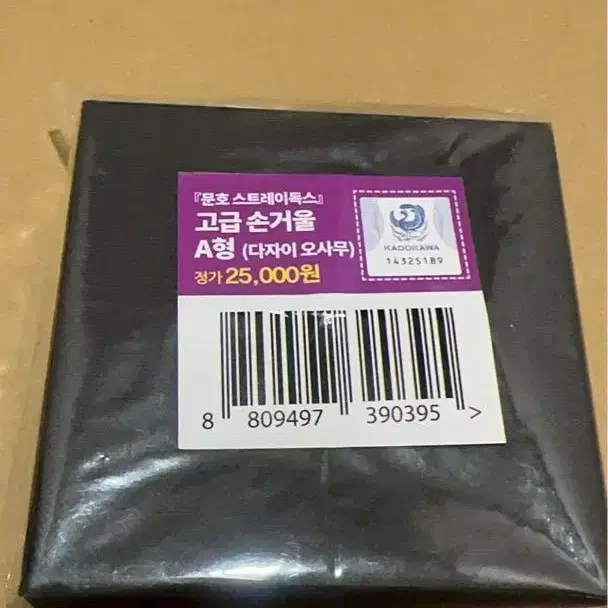 『문호 스트레이독스』
고급 손거울
A형 (다자이 오사무)
정가 25,000원
KADOKAWA
14325189
8 809497 390395 >